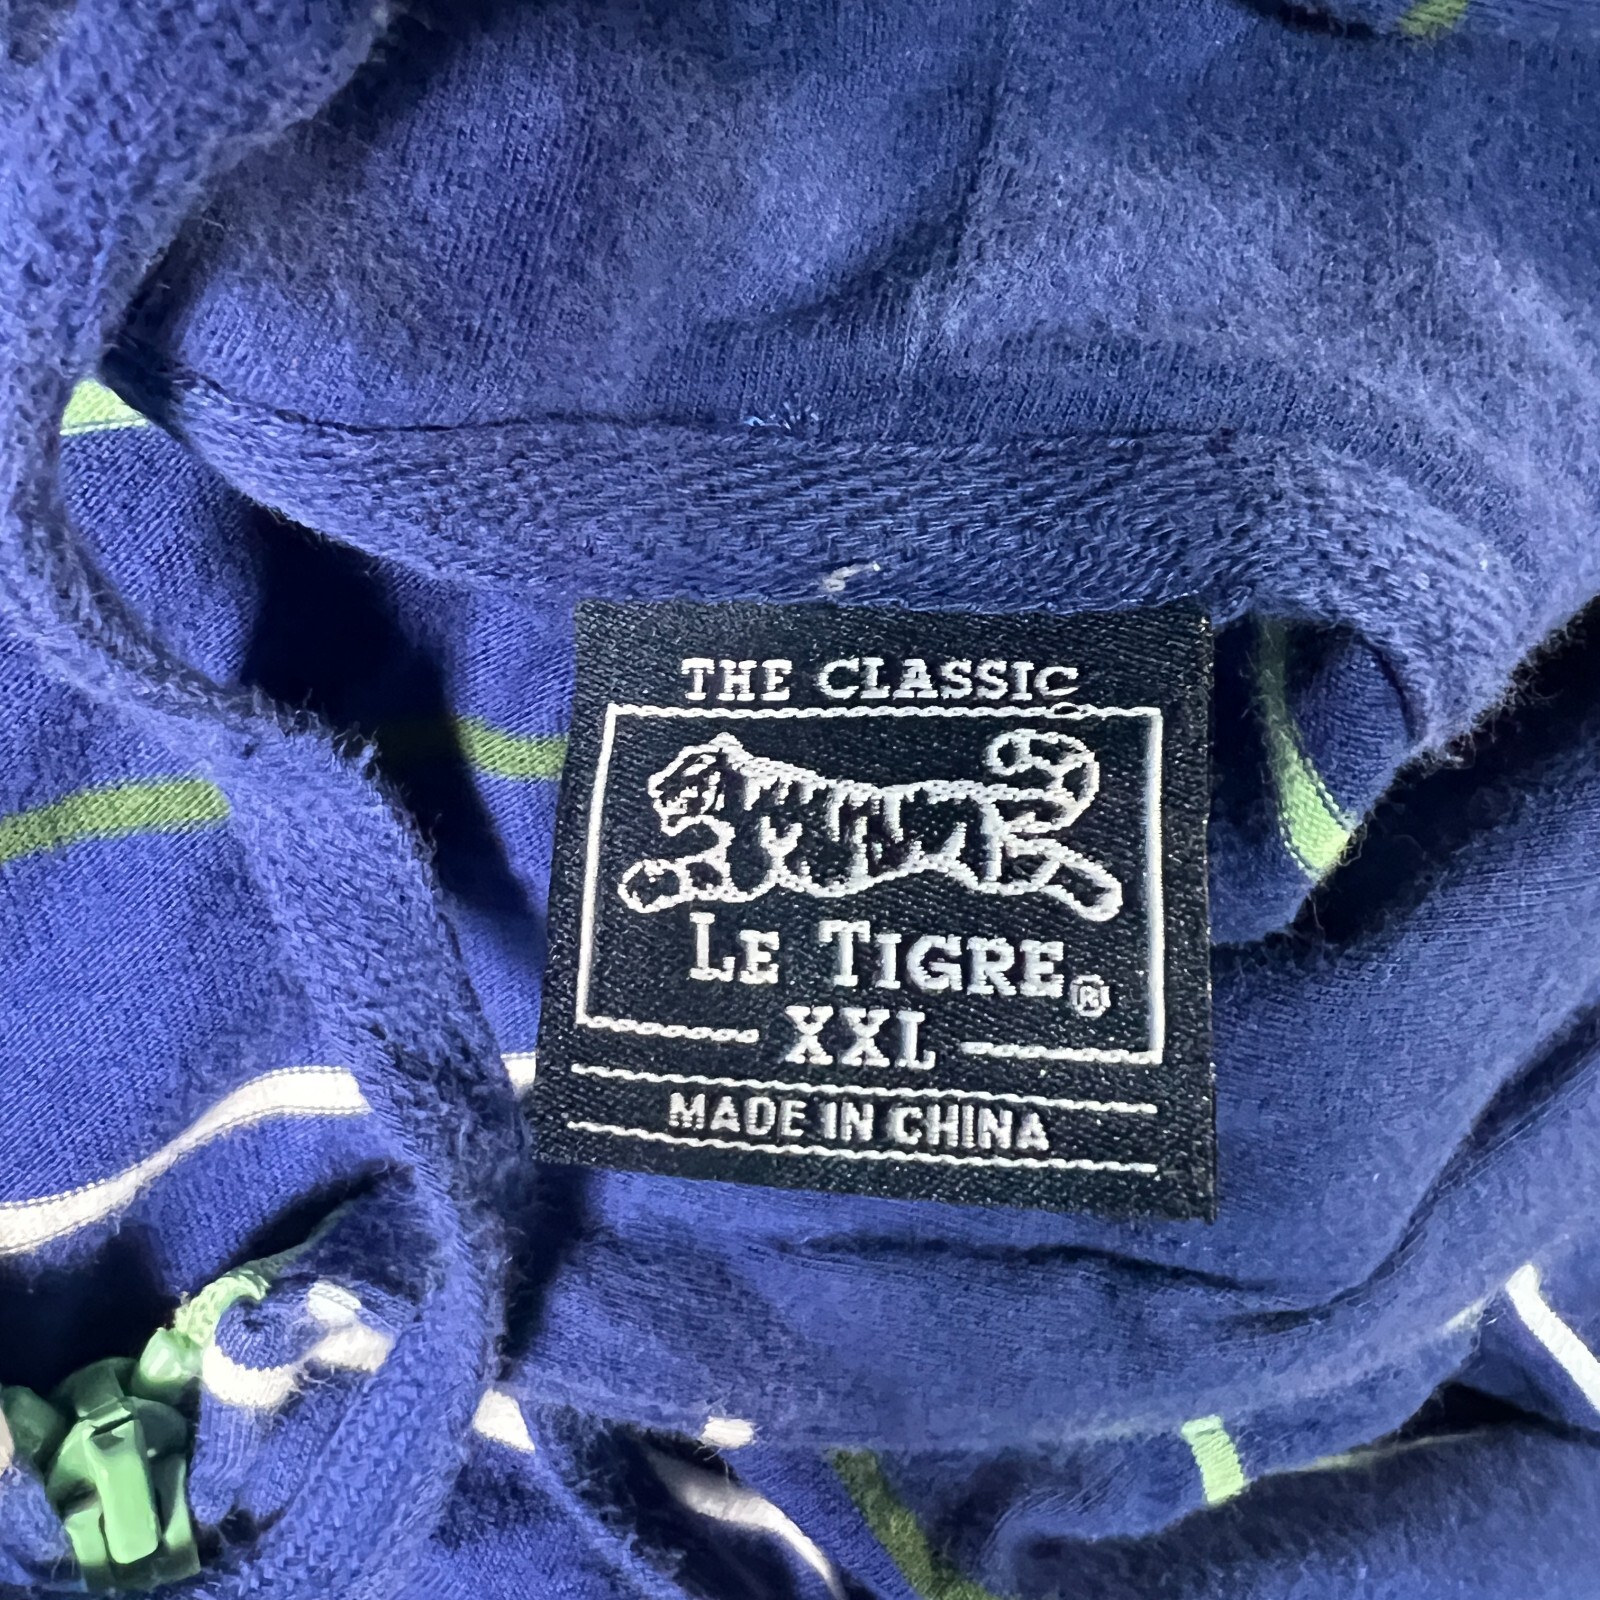 THE CLASSIC
LE TIGRE®
XXL
MADE IN CHINA